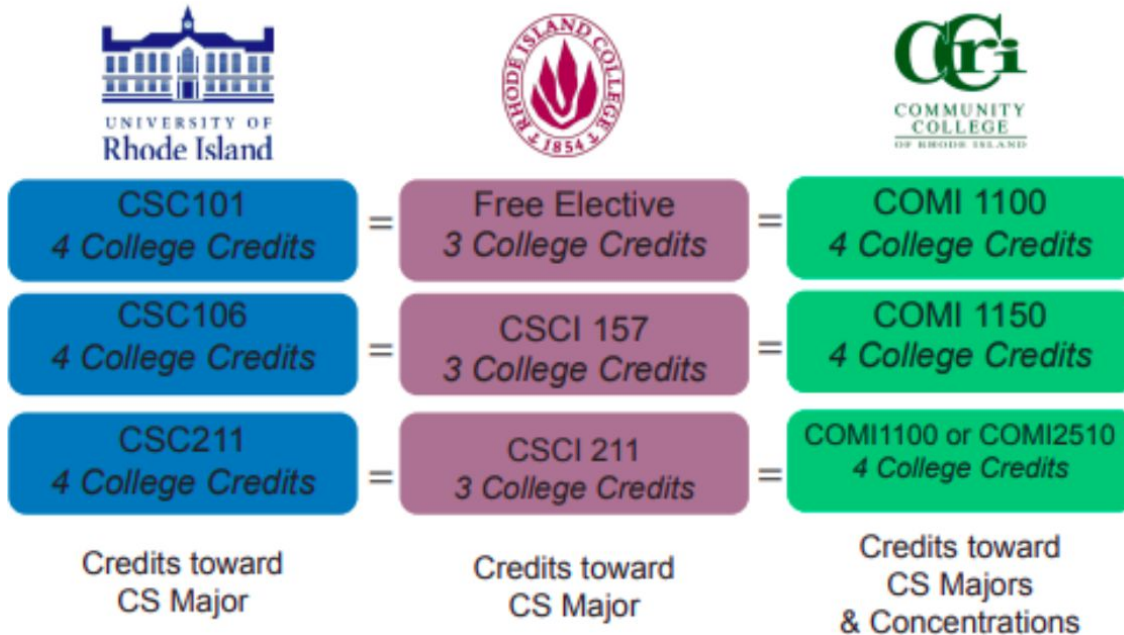 UNIVERSITY OF
Rhode Island
RHODE ISLAND COLLEGE
1854
CCri
COMMUNITY
COLLEGE
OF RHODE ISLAND
CSC101
4 College Credits
=
Free Elective
3 College Credits
=
COMI 1100
4 College Credits
CSC106
4 College Credits
=
CSCI 157
3 College Credits
=
COMI 1150
4 College Credits
CSC211
4 College Credits
=
CSCI 211
3 College Credits
=
COMI1100 or COMI2510
4 College Credits
Credits toward
CS Major
Credits toward
CS Major
Credits toward
CS Majors
& Concentrations